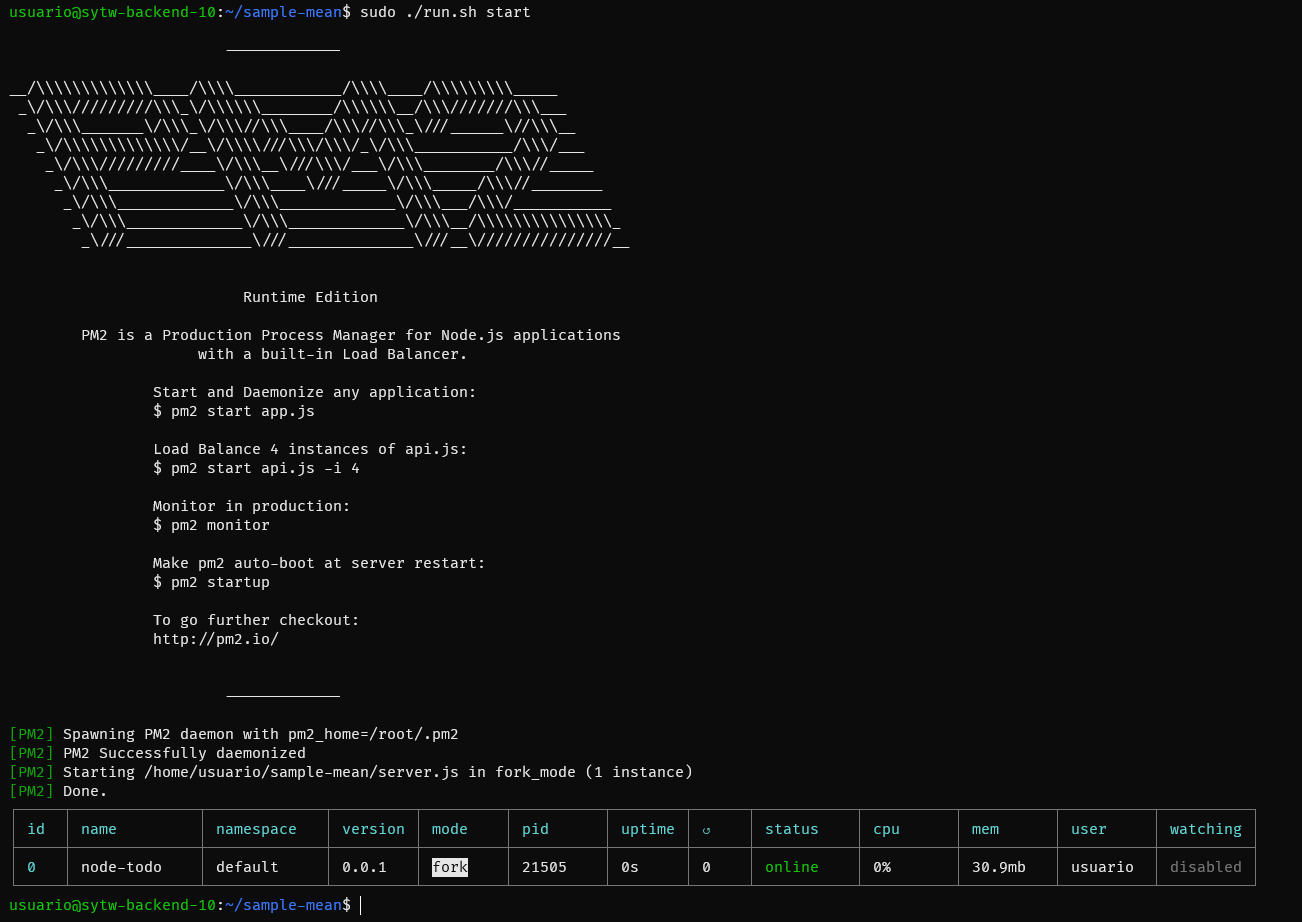 usuario@sytw-backend-10:~/sample-mean$ sudo ./run.sh start
-------------
__/\\\\\\\\\\\\\____/\\\\____________/\\\\____/\\\\\\\\\_____
 _\/\\\/////////\\\_\/\\\\\\________/\\\\\\__/\\\///////\\\___
  _\/\\\_______\/\\\_\/\\\//\\\____/\\\//\\\_\///______\//\\\__
   _\/\\\\\\\\\\\\\/__\/\\\\///\\\/\\\/_\/\\\___________/\\\/___
    _\/\\\/////////____\/\\\__\///\\\/___\/\\\________/\\\//_____
     _\/\\\_____________\/\\\____\///_____\/\\\_____/\\\//________
      _\/\\\_____________\/\\\_____________\/\\\___/\\\/___________
       _\/\\\_____________\/\\\_____________\/\\\__/\\\\\\\\\\\\\\\_
        _\///______________\///______________\///__\///////////////__
Runtime Edition
PM2 is a Production Process Manager for Node.js applications
with a built-in Load Balancer.
Start and Daemonize any application:
$ pm2 start app.js
Load Balance 4 instances of api.js:
$ pm2 start api.js -i 4
Monitor in production:
$ pm2 monitor
Make pm2 auto-boot at server restart:
$ pm2 startup
To go further checkout:
http://pm2.io/
-------------
[PM2] Spawning PM2 daemon with pm2_home=/root/.pm2
[PM2] PM2 Successfully daemonized
[PM2] Starting /home/usuario/sample-mean/server.js in fork_mode (1 instance)
[PM2] Done.
id name namespace version mode pid uptime ↺ status cpu mem user watching
0 node-todo default 0.0.1 fork 21505 0s 0 online 0% 30.9mb usuario disabled
usuario@sytw-backend-10:~/sample-mean$